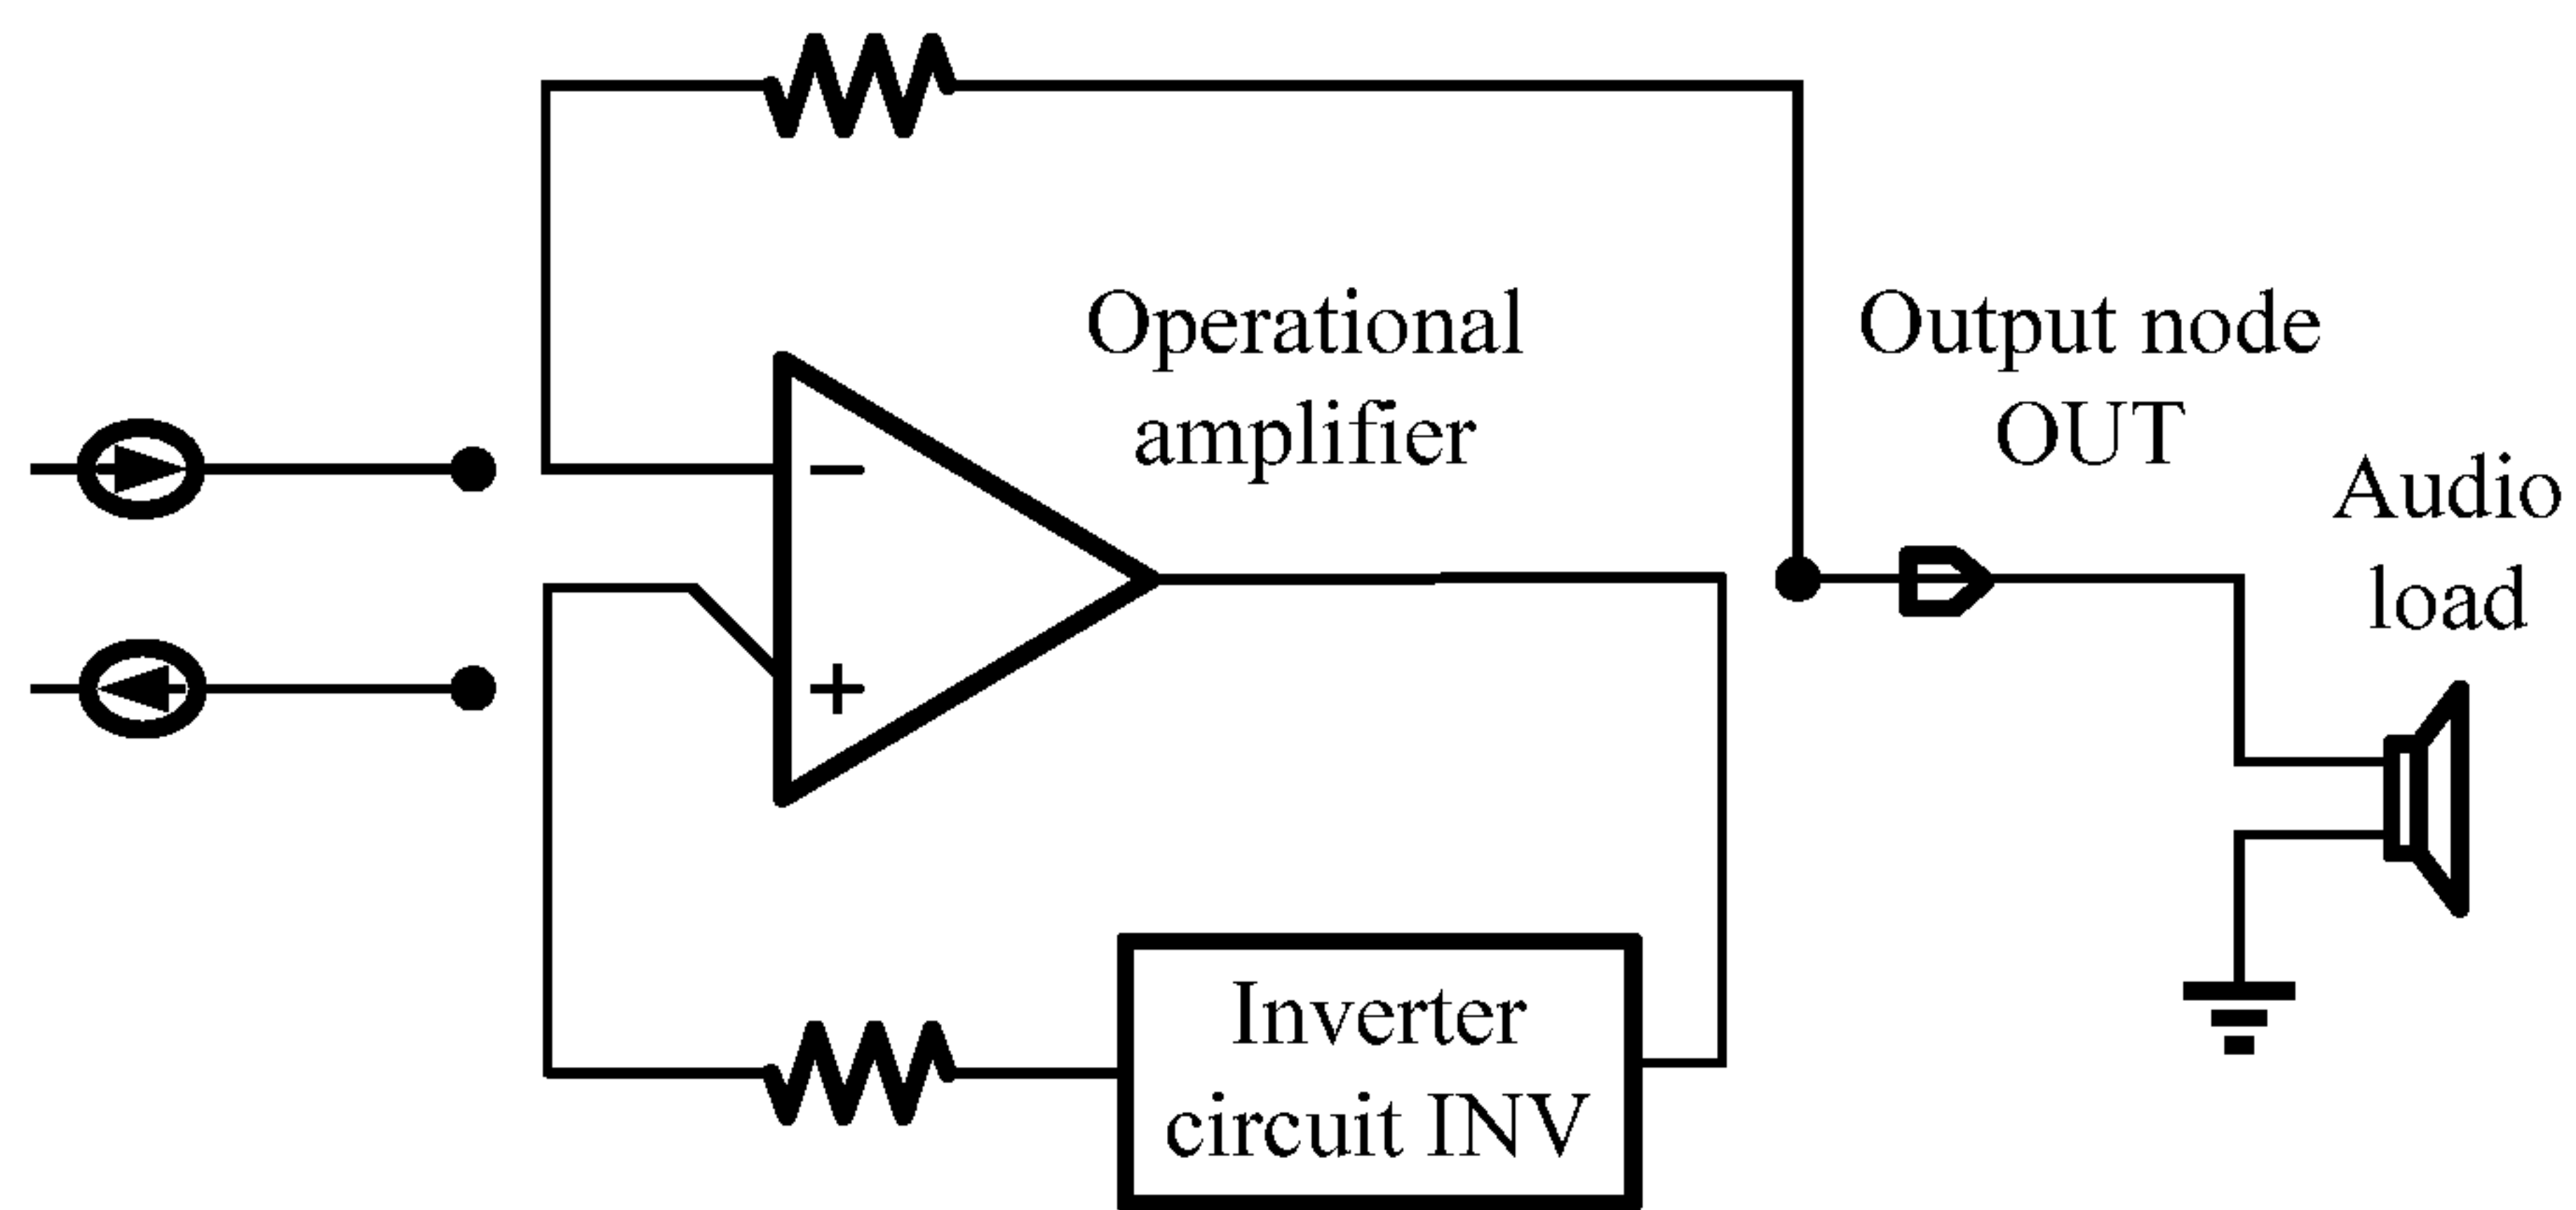 Operational
amplifier
Output node
OUT
Audio
load
−
+
Inverter
circuit INV